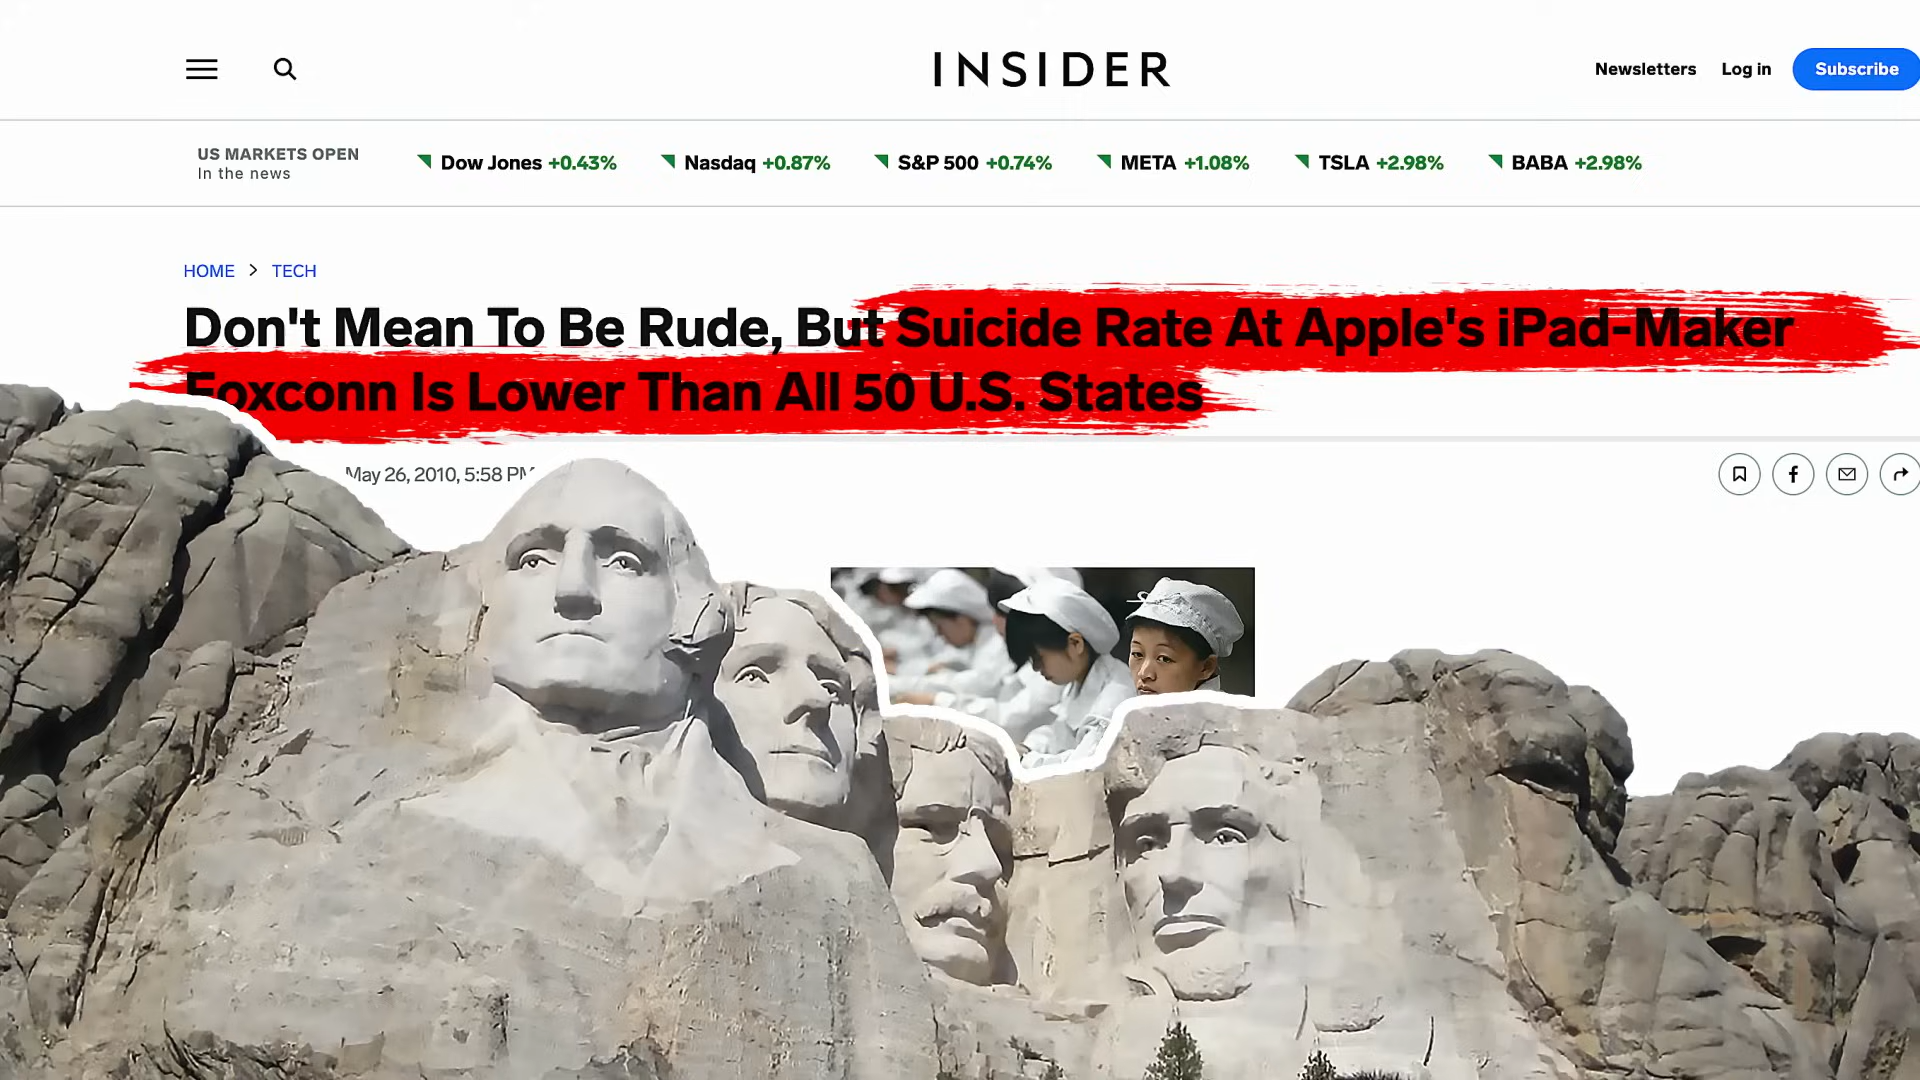 INSIDER
Newsletters
Log in
Subscribe
US MARKETS OPEN
In the news
Dow Jones +0.43%
Nasdaq +0.87%
S&P 500 +0.74%
META +1.08%
TSLA +2.98%
BABA +2.98%
HOME > TECH
Don't Mean To Be Rude, But Suicide Rate At Apple's iPad-Maker
Foxconn Is Lower Than All 50 U.S. States
May 26, 2010, 5:58 PM